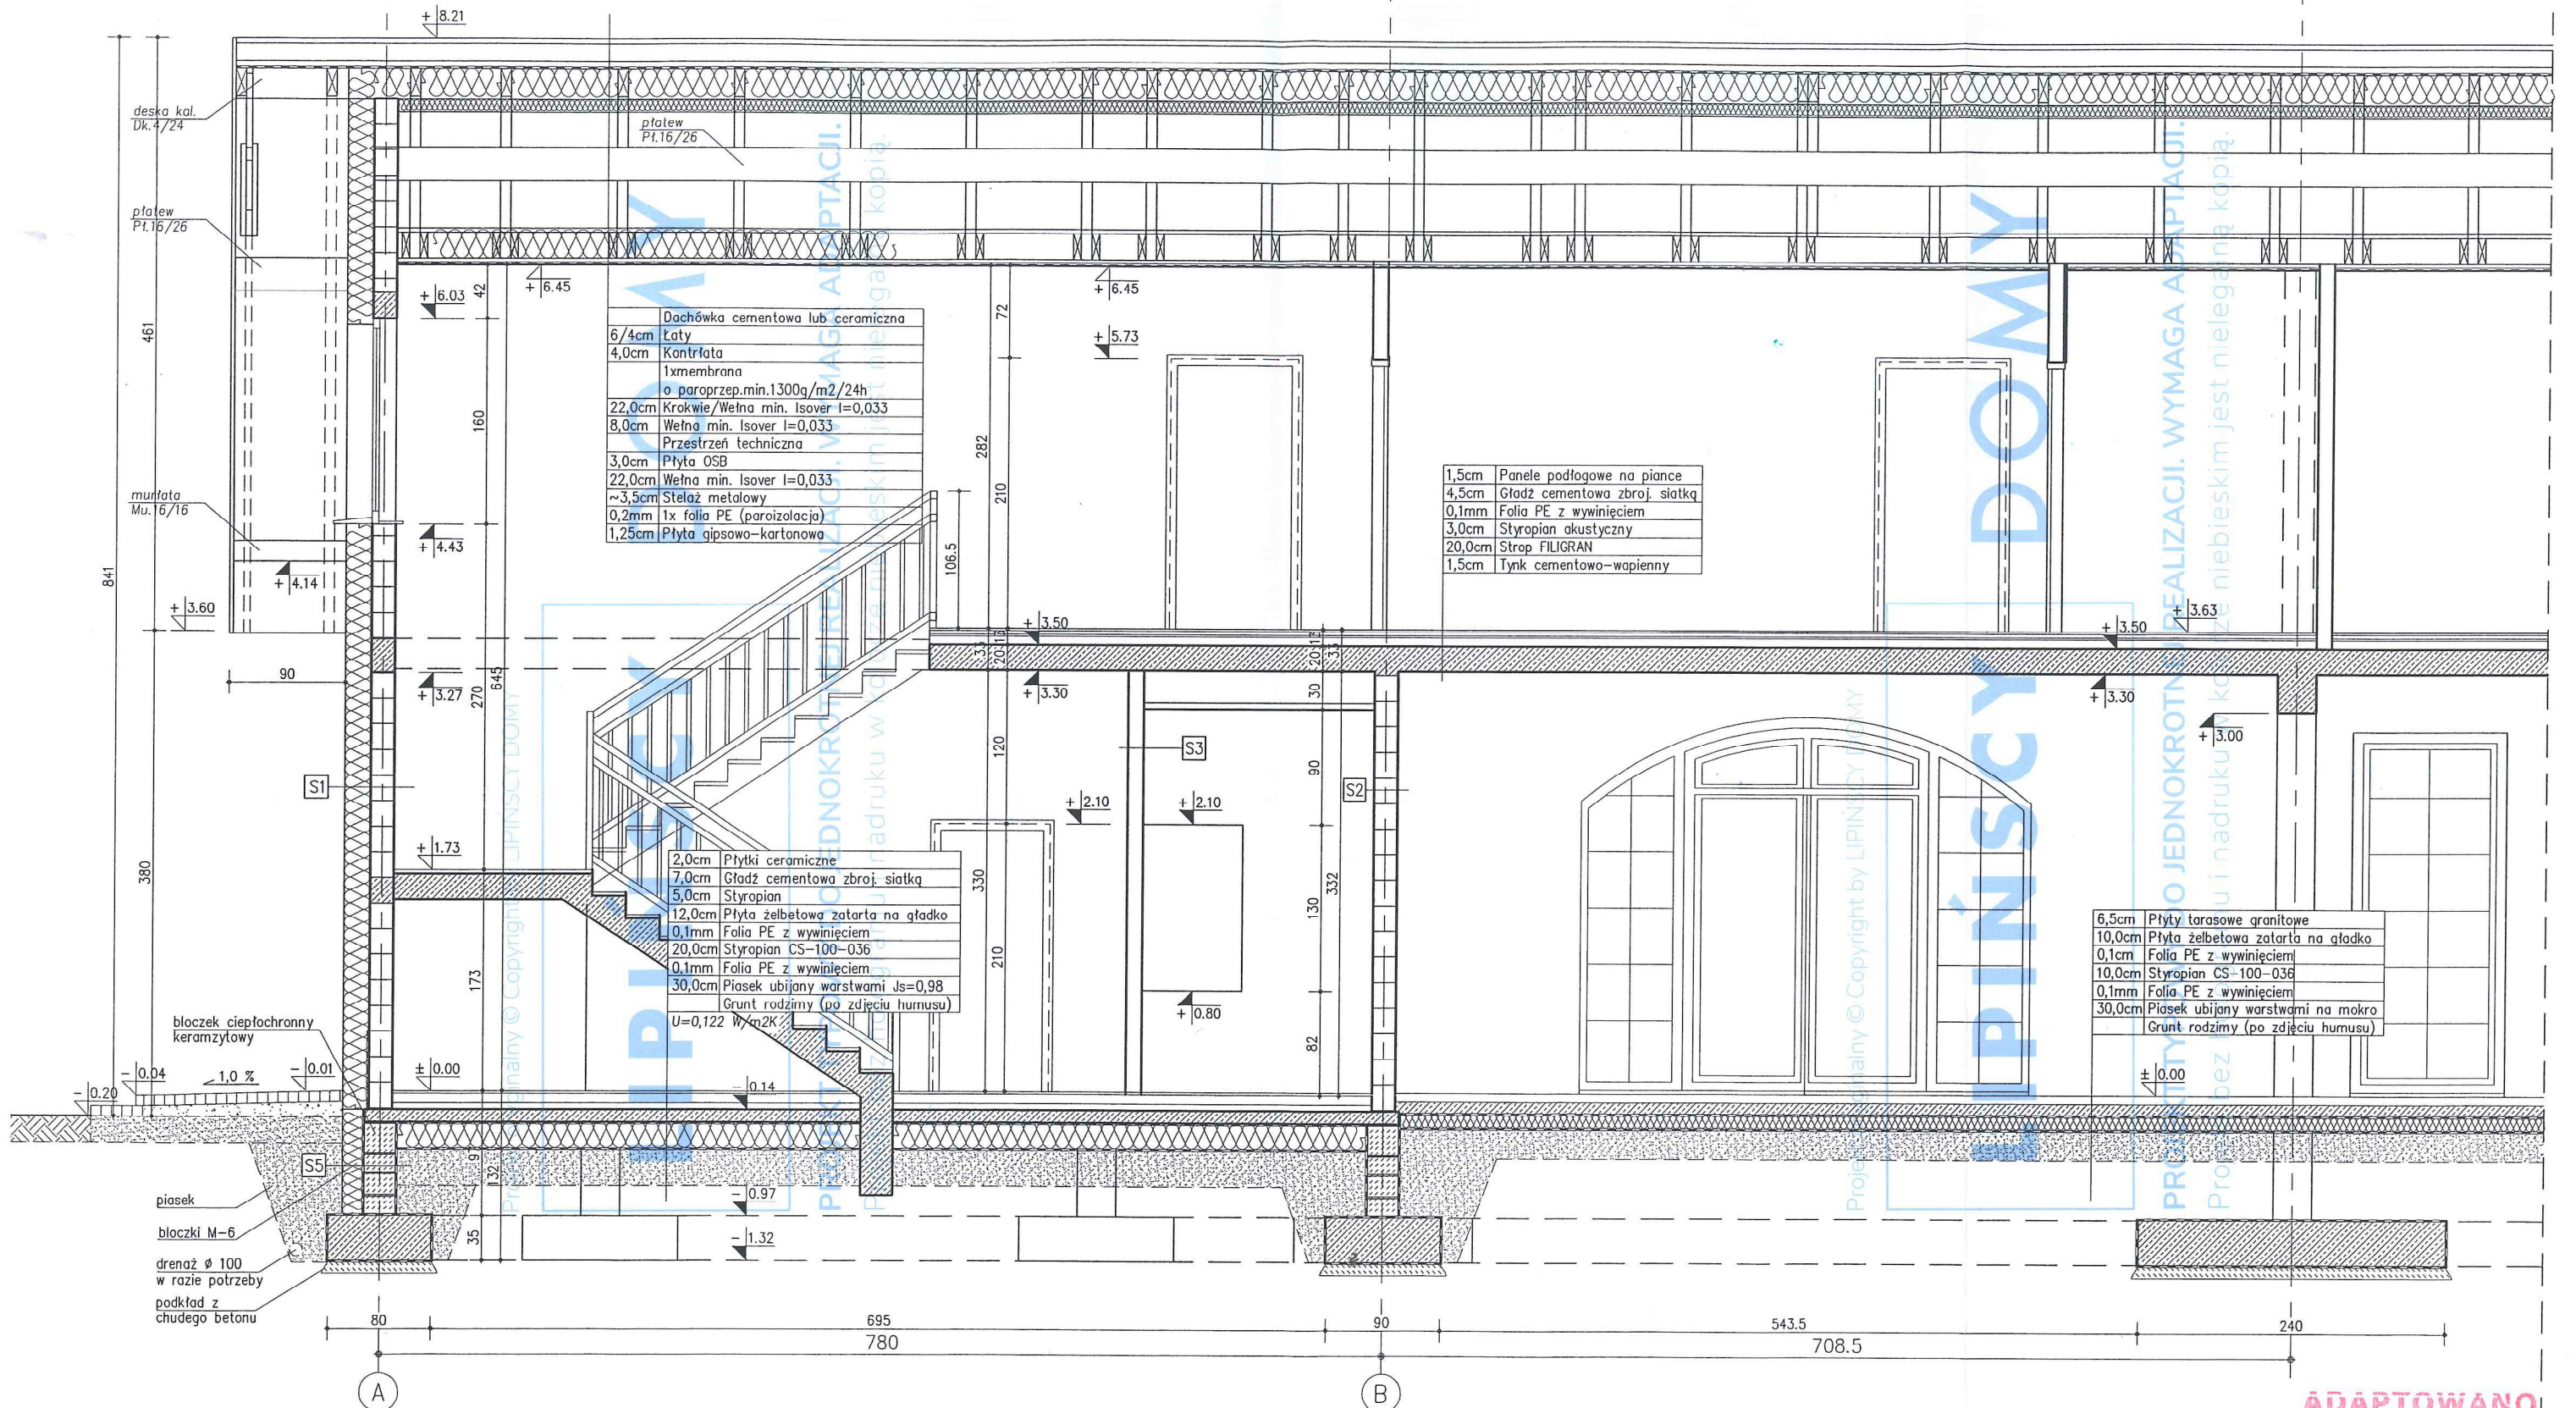 + 8.21
deska kal.
Dk.4/24
płatew
Pł.16/26
płatew
Pł.16/26
murłata
Mu.16/16
+ 6.03
+ 6.45
+ 6.45
+ 5.73
+ 4.43
+ 4.14
+ 3.60
+ 3.27
+ 1.73
461
841
380
90
42
160
270
645
173
282
72
210
106.5
Dachówka cementowa lub ceramiczna
6/4cm Łaty
4,0cm Kontrłata
1xmembrana
o paroprzep.min.1300g/m2/24h
22,0cm Krokwie/Wełna min. Isover l=0,033
8,0cm Wełna min. Isover l=0,033
Przestrzeń techniczna
3,0cm Płyta OSB
22,0cm Wełna min. Isover l=0,033
~3,5cm Stelaż metalowy
0,2mm 1x folia PE (paroizolacja)
1,25cm Płyta gipsowo-kartonowa
1,5cm Panele podłogowe na piance
4,5cm Gładź cementowa zbroj. siatką
0,1mm Folia PE z wywinięciem
3,0cm Styropian akustyczny
20,0cm Strop FILIGRAN
1,5cm Tynk cementowo-wapienny
+ 3.50
+ 3.50
+ 3.63
33
20
13
20
13
33
+ 3.30
+ 3.30
+ 3.00
30
120
90
S1
S3
S2
+ 2.10
+ 2.10
330
332
130
210
82
+ 0.80
2,0cm Płytki ceramiczne
7,0cm Gładź cementowa zbroj. siatką
5,0cm Styropian
12,0cm Płyta żelbetowa zatarta na gładko
0,1mm Folia PE z wywinięciem
20,0cm Styropian CS-100-036
0,1mm Folia PE z wywinięciem
30,0cm Piasek ubijany warstwami Js=0,98
Grunt rodzimy (po zdjęciu humusu)
U=0,122 W/m2K
6,5cm Płyty tarasowe granitowe
10,0cm Płyta żelbetowa zatarta na gładko
0,1cm Folia PE z wywinięciem
10,0cm Styropian CS-100-036
0,1mm Folia PE z wywinięciem
30,0cm Piasek ubijany warstwami na mokro
Grunt rodzimy (po zdjęciu humusu)
bloczek ciepłochronny
keramzytowy
- 0.20
- 0.04
1,0 %
- 0.01
± 0.00
- 0.14
± 0.00
S5
piasek
bloczki M-6
drenaż ø 100
w razie potrzeby
podkład z
chudego betonu
132
35
- 0.97
- 1.32
80
695
90
543.5
240
780
708.5
A
B
LIPIŃSCY DOMY
LIPIŃSCY DOMY
ADAPTOWANO